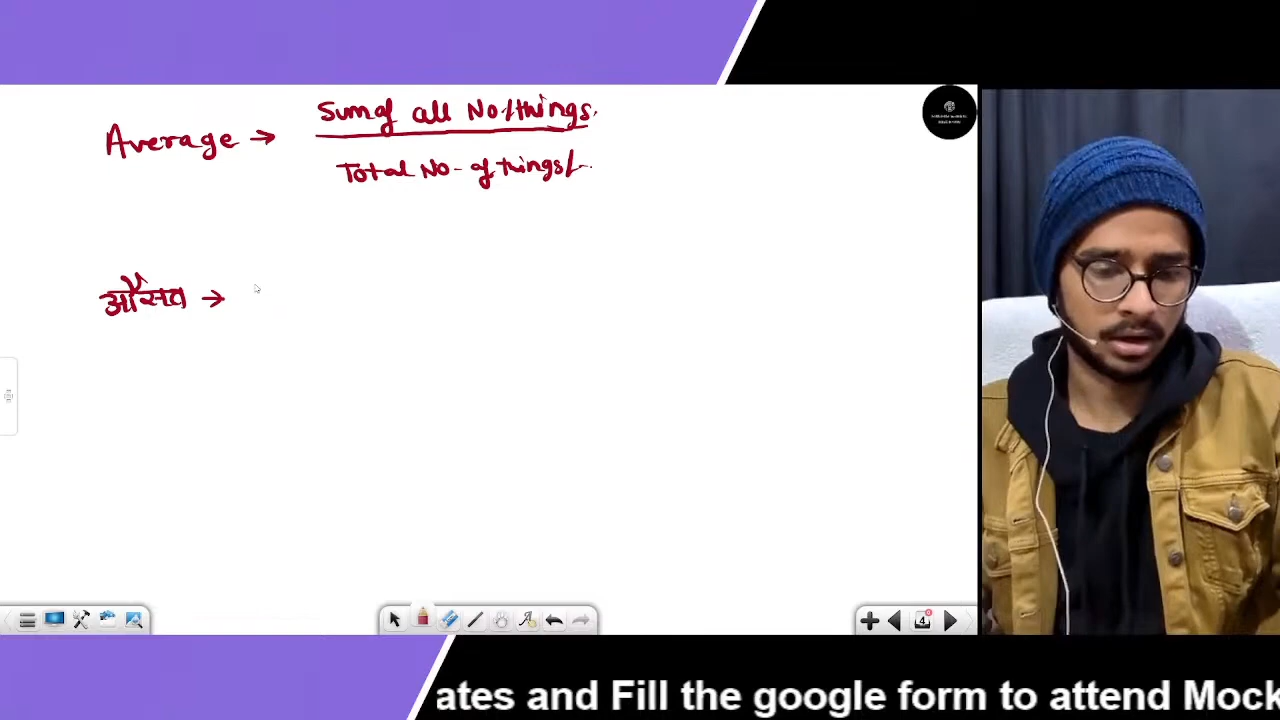 Average → Sum of all No/things.
Total No- of things/-.
औसत →
4
ates and Fill the google form to attend Mock